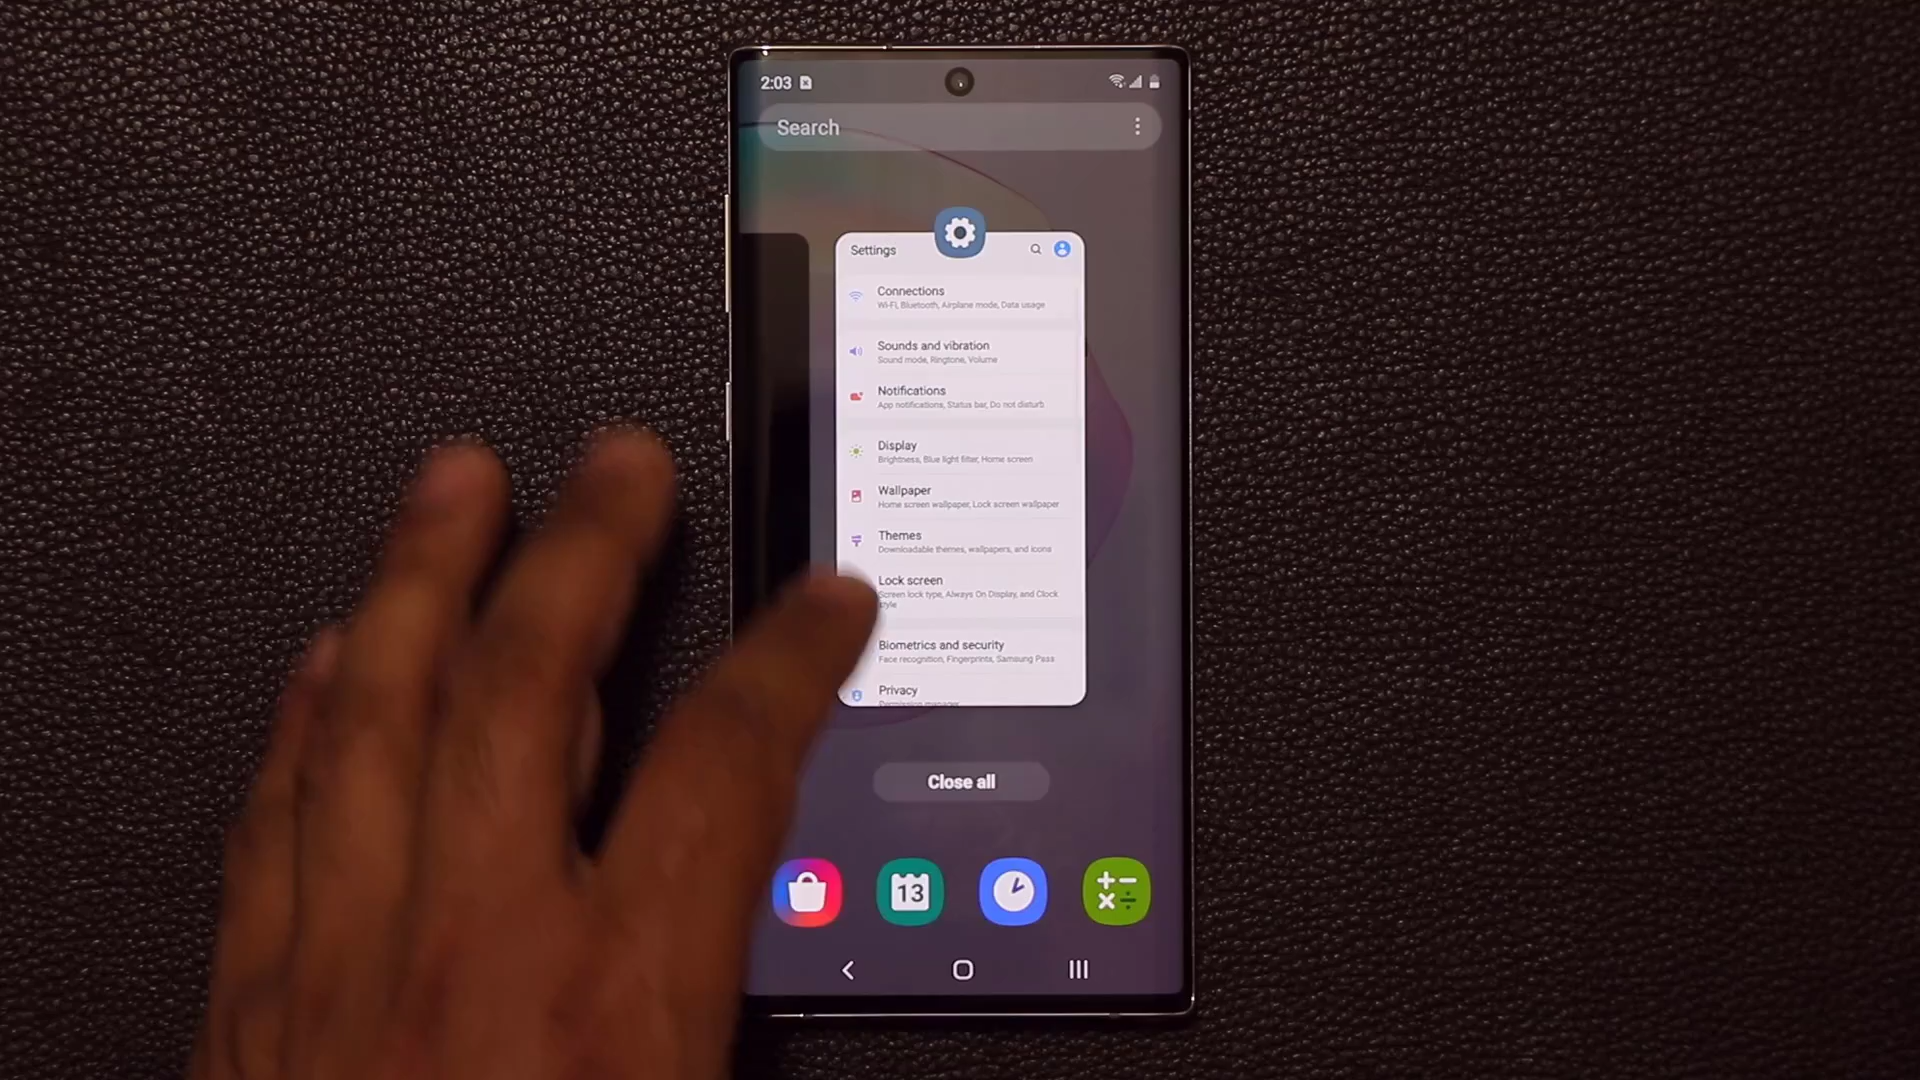 2:03
Search
Settings
Connections
Wi-Fi, Bluetooth, Airplane mode, Data usage
Sounds and vibration
Sound mode, Ringtone, Volume
Notifications
App notifications, Status bar, Do not disturb
Display
Brightness, Blue light filter, Home screen
Wallpaper
Home screen wallpaper, Lock screen wallpaper
Themes
Downloadable themes, wallpapers, and icons
Lock screen
Screen lock type, Always On Display, and Clock
style
Biometrics and security
Face recognition, Fingerprints, Samsung Pass
Privacy
Permission manager
Close all
13